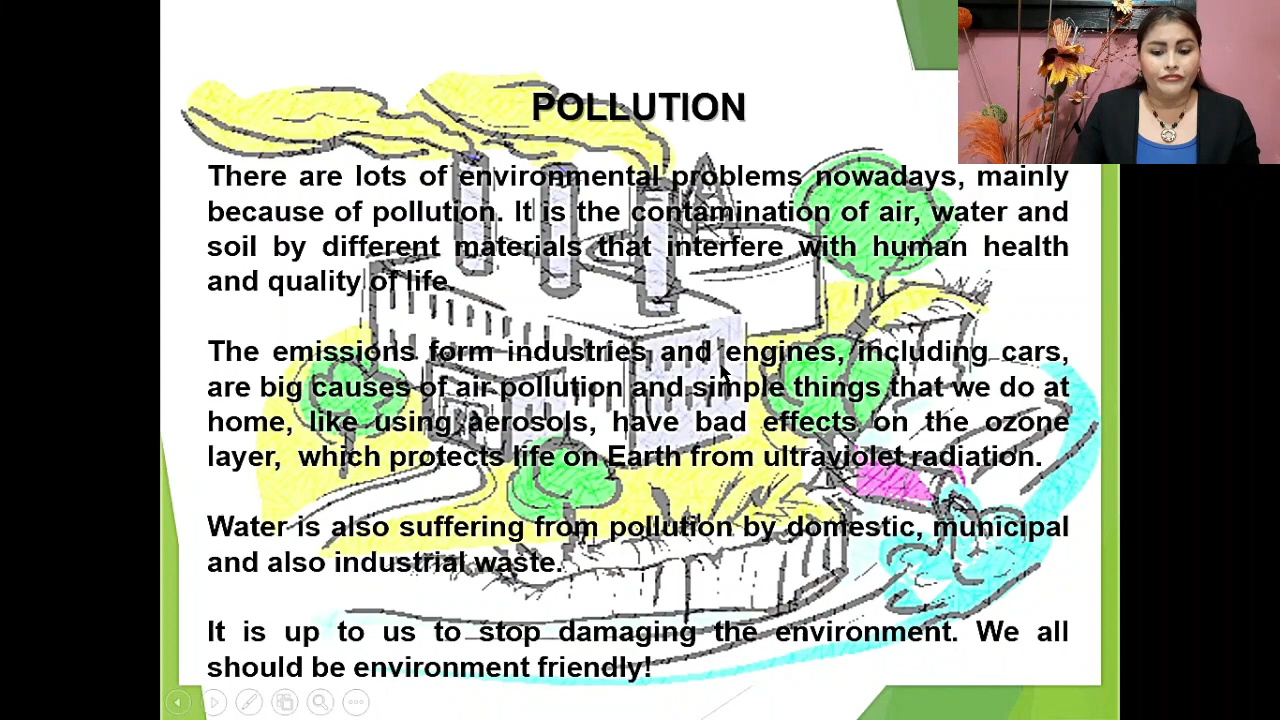 POLLUTION
There are lots of environmental problems nowadays, mainly
because of pollution. It is the contamination of air, water and
soil by different materials that interfere with human health
and quality of life.
The emissions form industries and engines, including cars,
are big causes of air pollution and simple things that we do at
home, like using aerosols, have bad effects on the ozone
layer, which protects life on Earth from ultraviolet radiation.
Water is also suffering from pollution by domestic, municipal
and also industrial waste.
It is up to us to stop damaging the environment. We all
should be environment friendly!